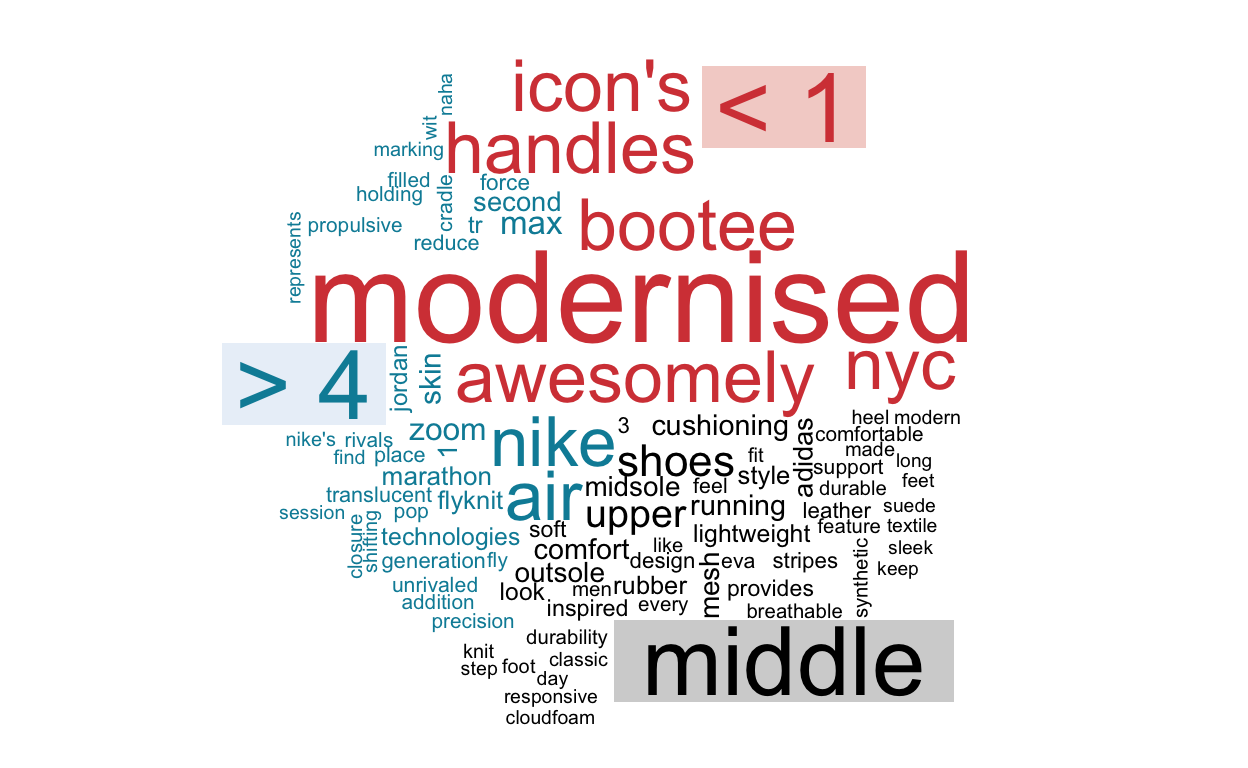 icon's
< 1
naha
wit
marking
handles
filled
holding
cradle
force
second
represents
propulsive
tr
max
bootee
reduce
modernised
> 4
jordan
skin
awesomely
nyc
nike's
rivals
zoom
nike
3
cushioning
adidas
heel
modern
comfortable
find
place
1
shoes
fit
made
long
marathon
style
support
feet
translucent
flyknit
air
midsole
feel
durable
session
pop
upper
running
leather
suede
closure
shifting
technologies
soft
lightweight
feature
textile
comfort
like
sleek
generation
fly
design
mesh
eva
stripes
synthetic
keep
outsole
unrivaled
look
men
rubber
provides
addition
inspired
every
breathable
precision
durability
middle
knit
step
foot
classic
day
responsive
cloudfoam